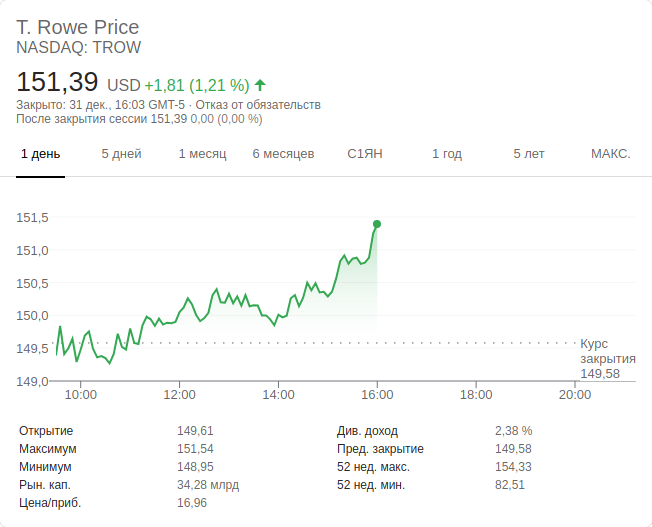 T. Rowe Price
NASDAQ: TROW
151,39 USD +1,81 (1,21 %)
Закрыто: 31 дек., 16:03 GMT-5 · Отказ от обязательств
После закрытия сессии 151,39 0,00 (0,00 %)
1 день 5 дней 1 месяц 6 месяцев С1ЯН 1 год 5 лет МАКС.
151,5
151,0
150,5
150,0
149,5
149,0
Курс
закрытия
149,58
10:00 12:00 14:00 16:00 18:00 20:00
Открытие 149,61 Див. доход 2,38 %
Максимум 151,54 Пред. закрытие 149,58
Минимум 148,95 52 нед. макс. 154,33
Рын. кап. 34,28 млрд 52 нед. мин. 82,51
Цена/приб. 16,96